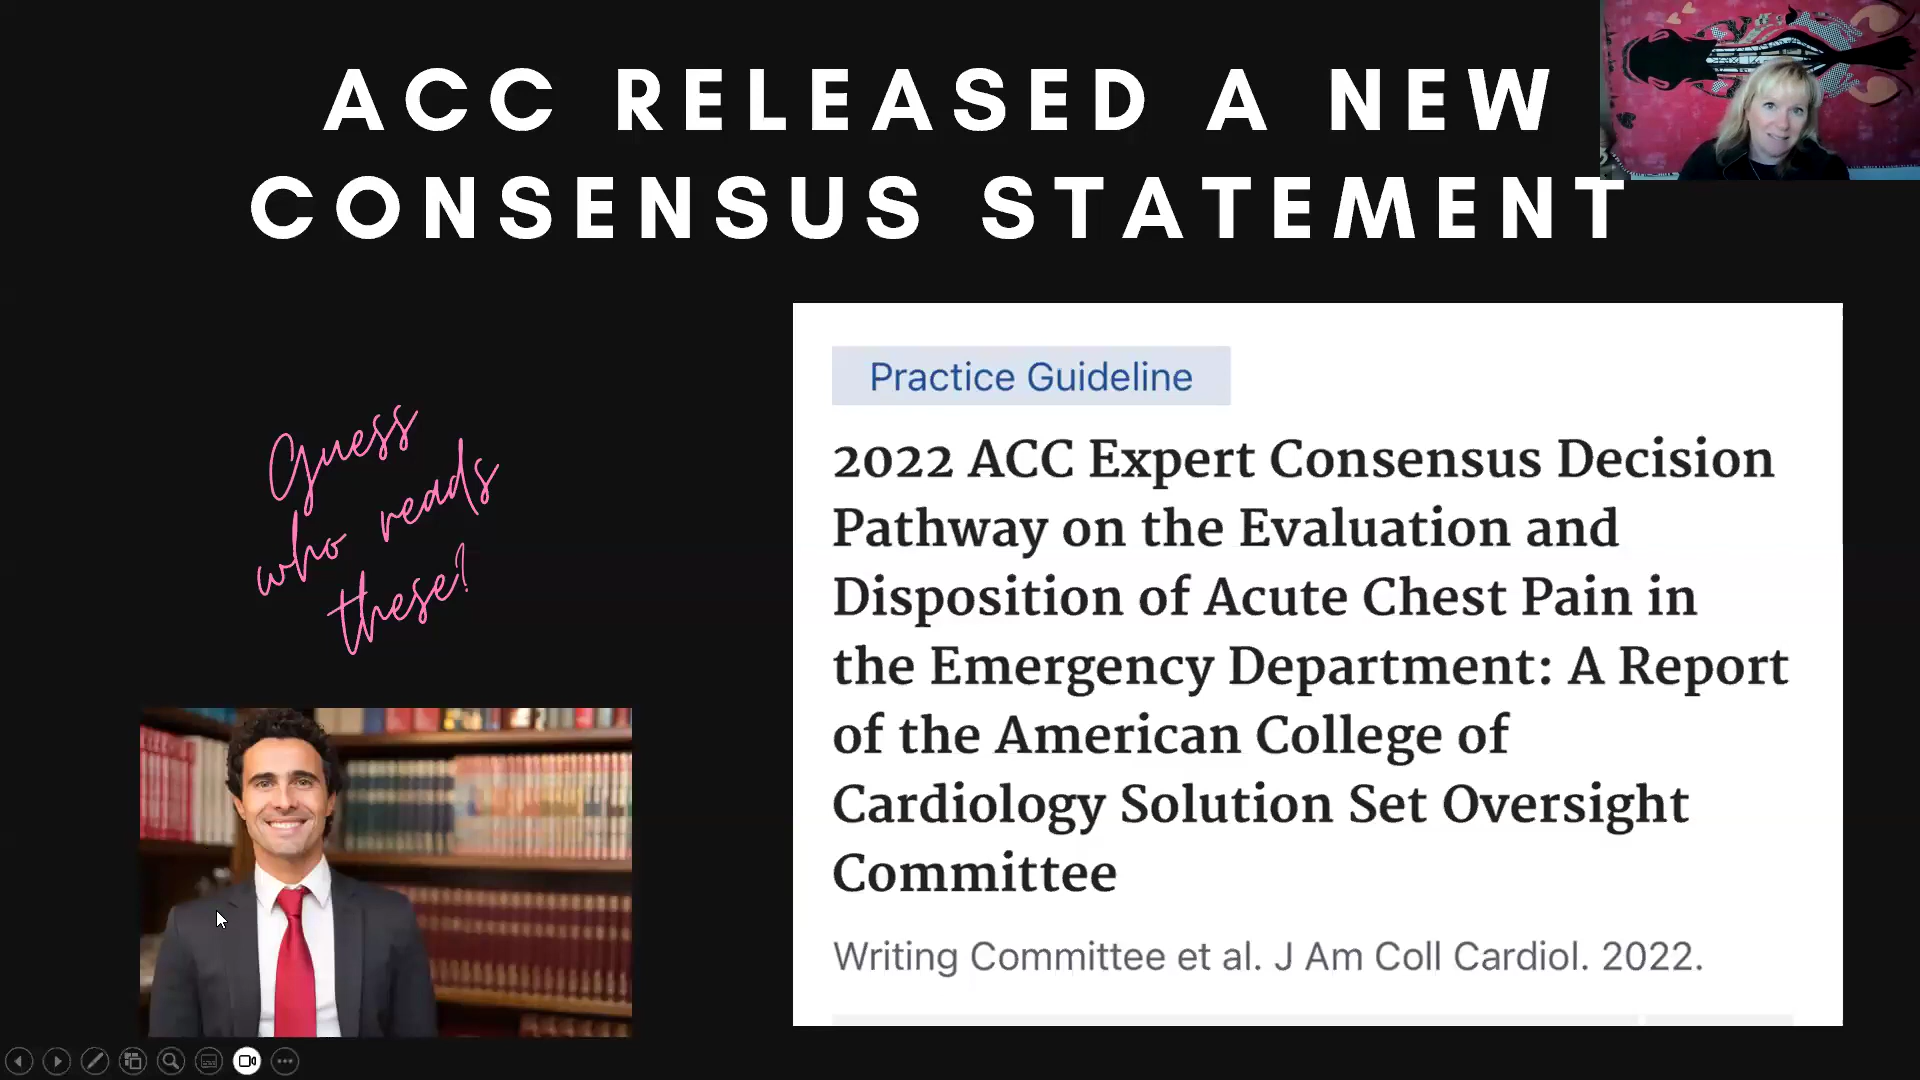 ACC RELEASED A NEW
CONSENSUS STATEMENT
Guess
who reads
these?
Practice Guideline
2022 ACC Expert Consensus Decision
Pathway on the Evaluation and
Disposition of Acute Chest Pain in
the Emergency Department: A Report
of the American College of
Cardiology Solution Set Oversight
Committee
Writing Committee et al. J Am Coll Cardiol. 2022.